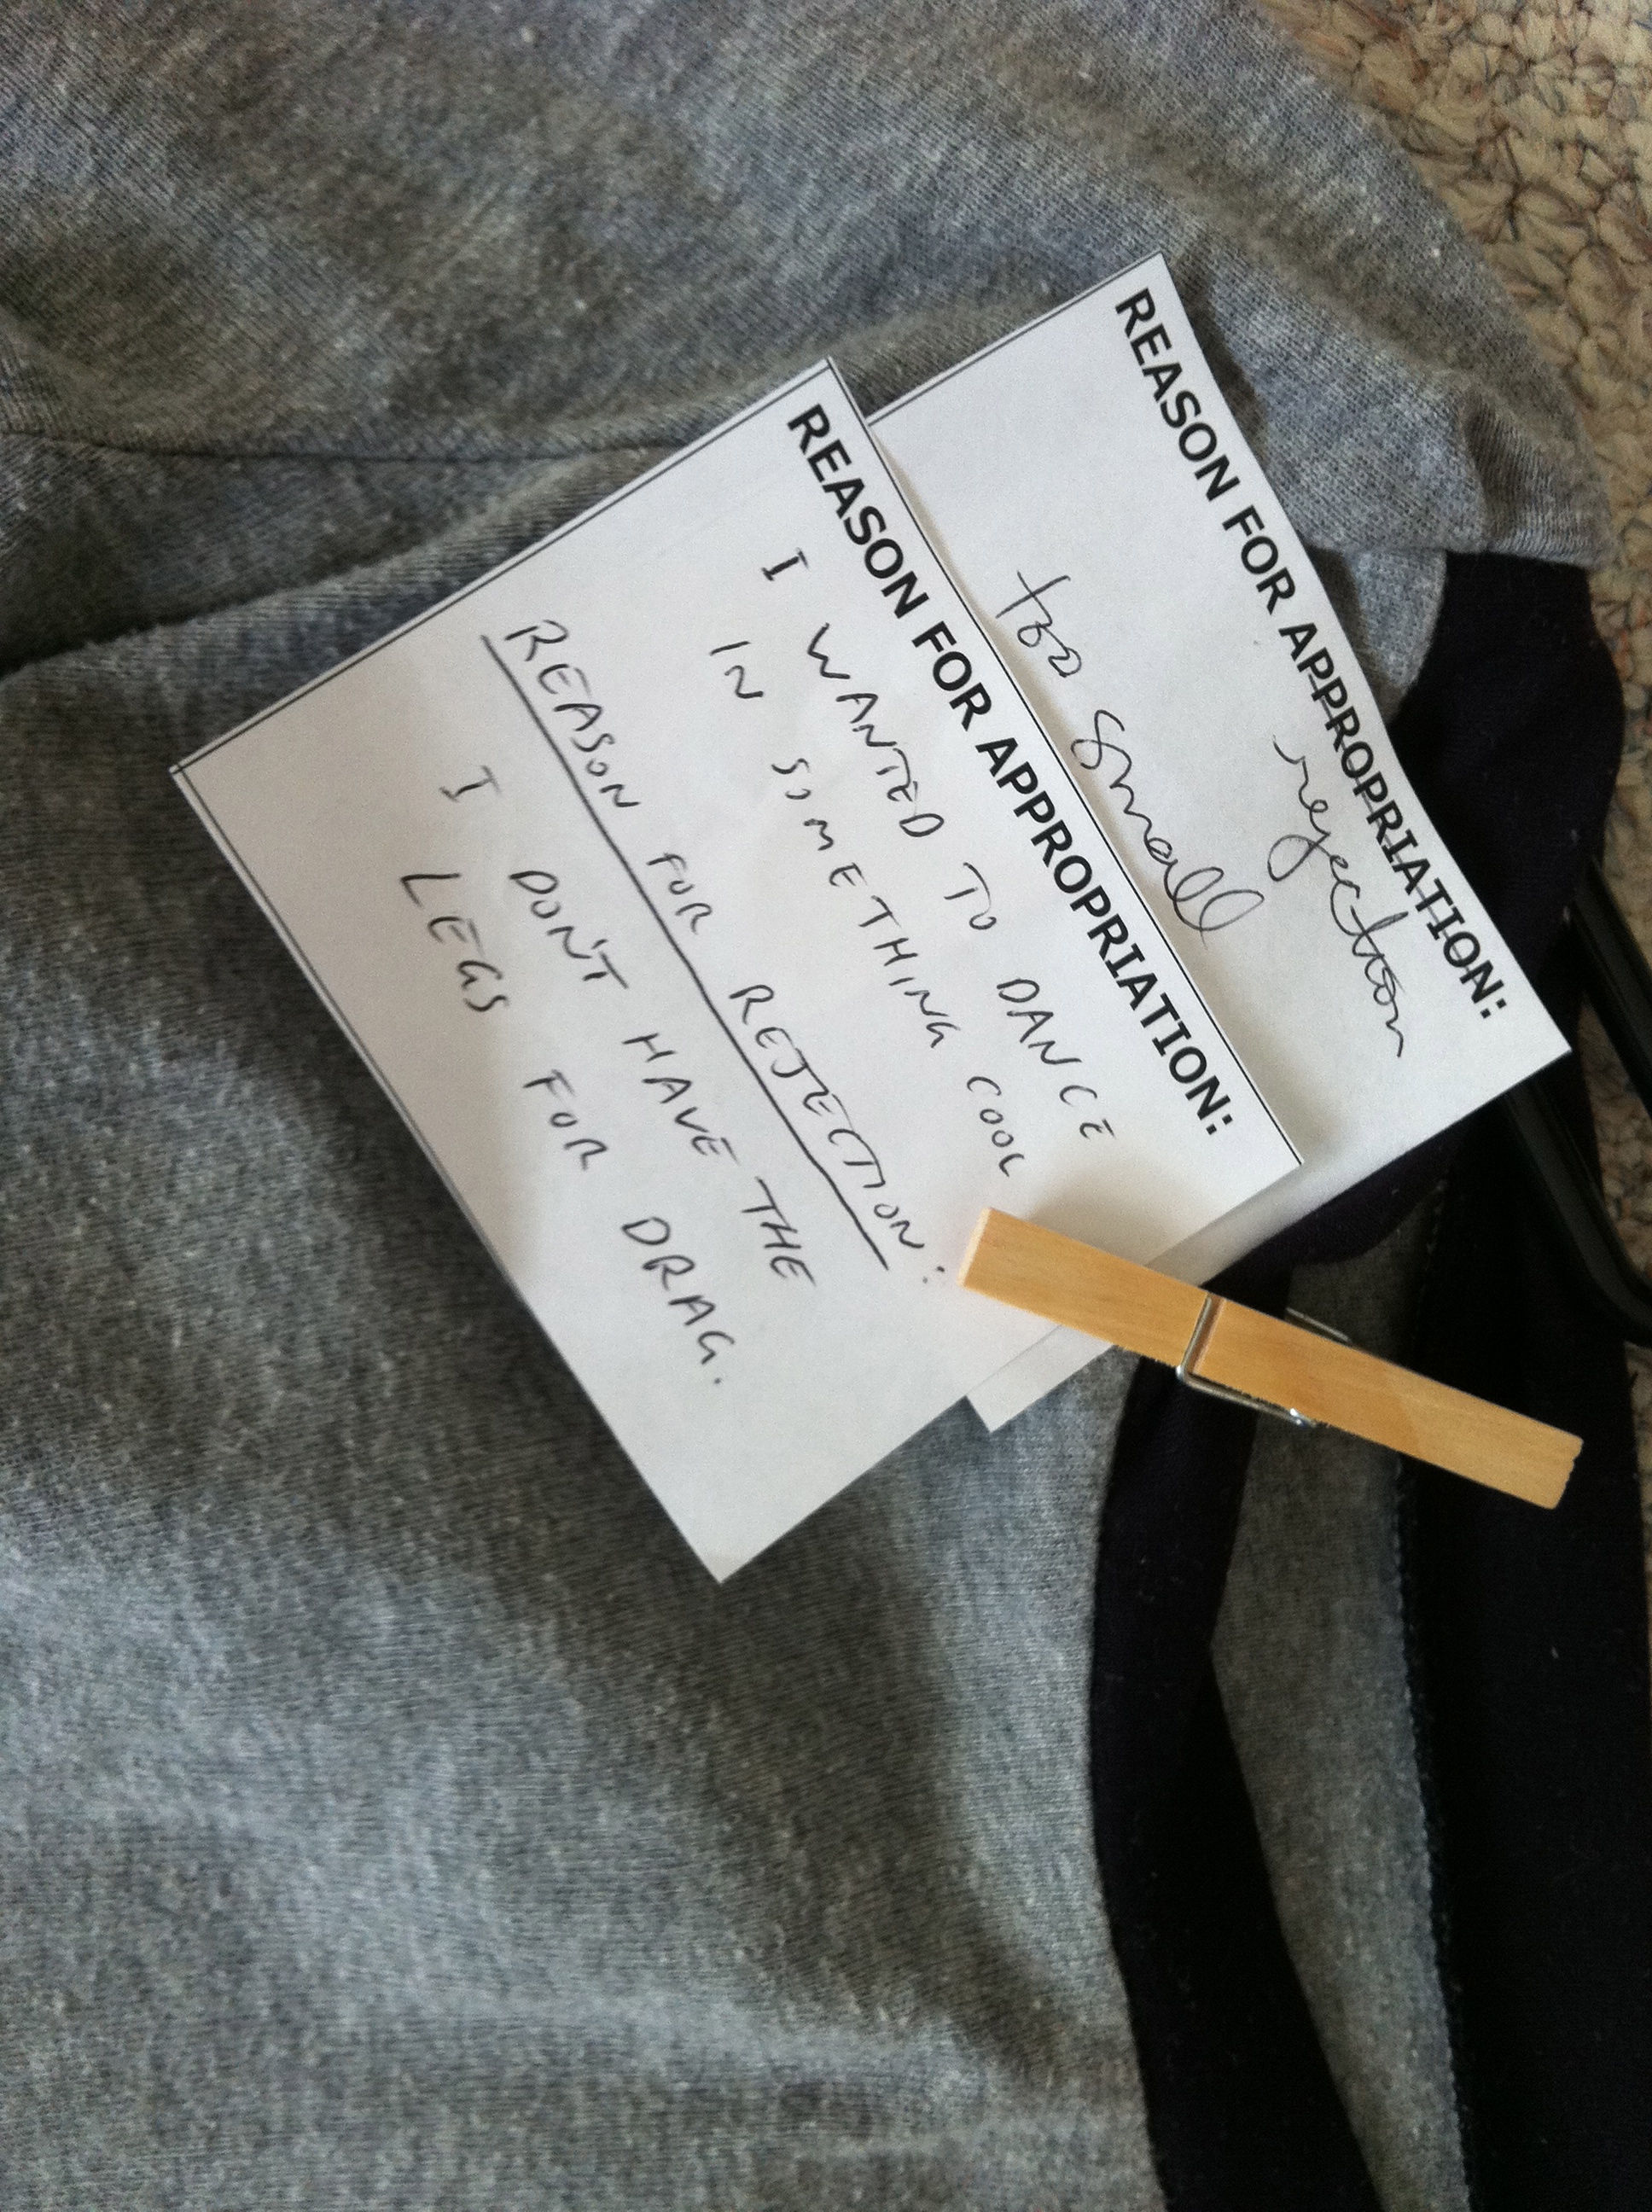 REASON FOR APPROPRIATION:
rejection
too small
REASON FOR APPROPRIATION:
I WANTED TO DANCE
IN SOMETHING COOL
REASON FOR REJECTION:
I DON'T HAVE THE
LEGS FOR DRAG.